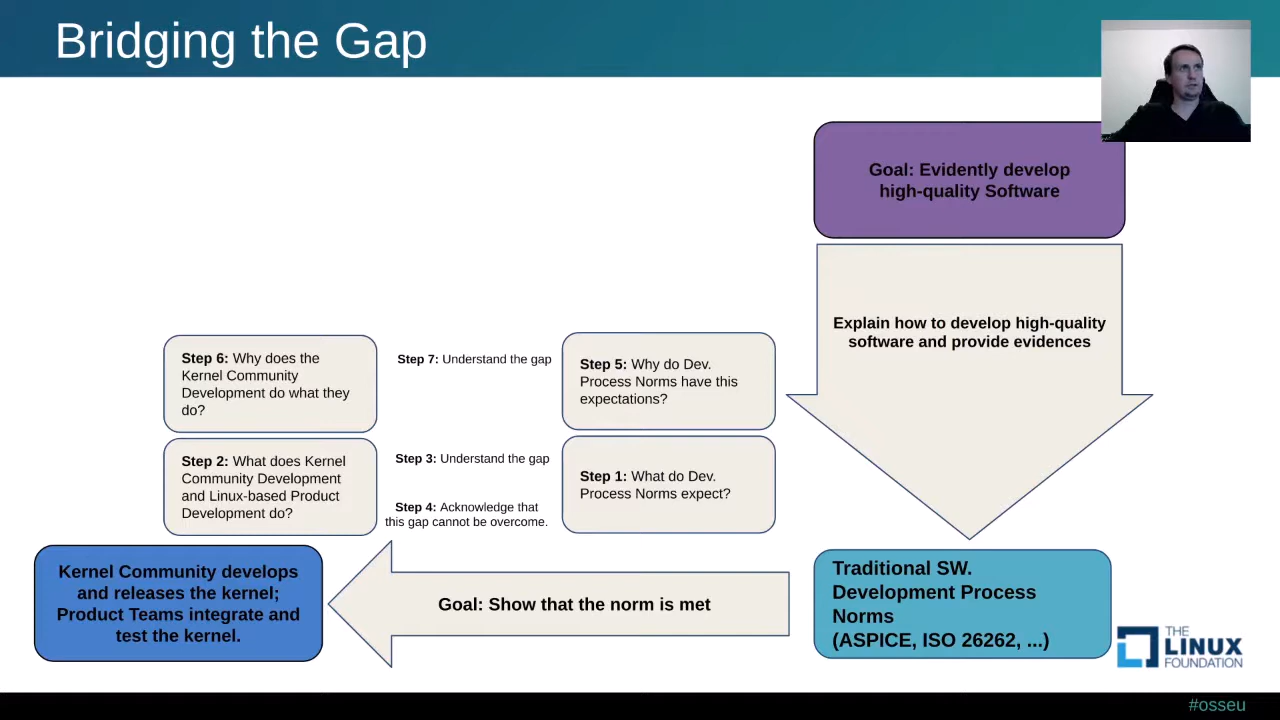 Bridging the Gap
Goal: Evidently develop
high-quality Software
Explain how to develop high-quality
software and provide evidences
Step 6: Why does the
Kernel Community
Development do what they
do?
Step 7: Understand the gap
Step 5: Why do Dev.
Process Norms have this
expectations?
Step 2: What does Kernel
Community Development
and Linux-based Product
Development do?
Step 3: Understand the gap
Step 4: Acknowledge that
this gap cannot be overcome.
Step 1: What do Dev.
Process Norms expect?
Kernel Community develops
and releases the kernel;
Product Teams integrate and
test the kernel.
Goal: Show that the norm is met
Traditional SW.
Development Process
Norms
(ASPICE, ISO 26262, ...)
THE
LINUX
FOUNDATION
#osseu